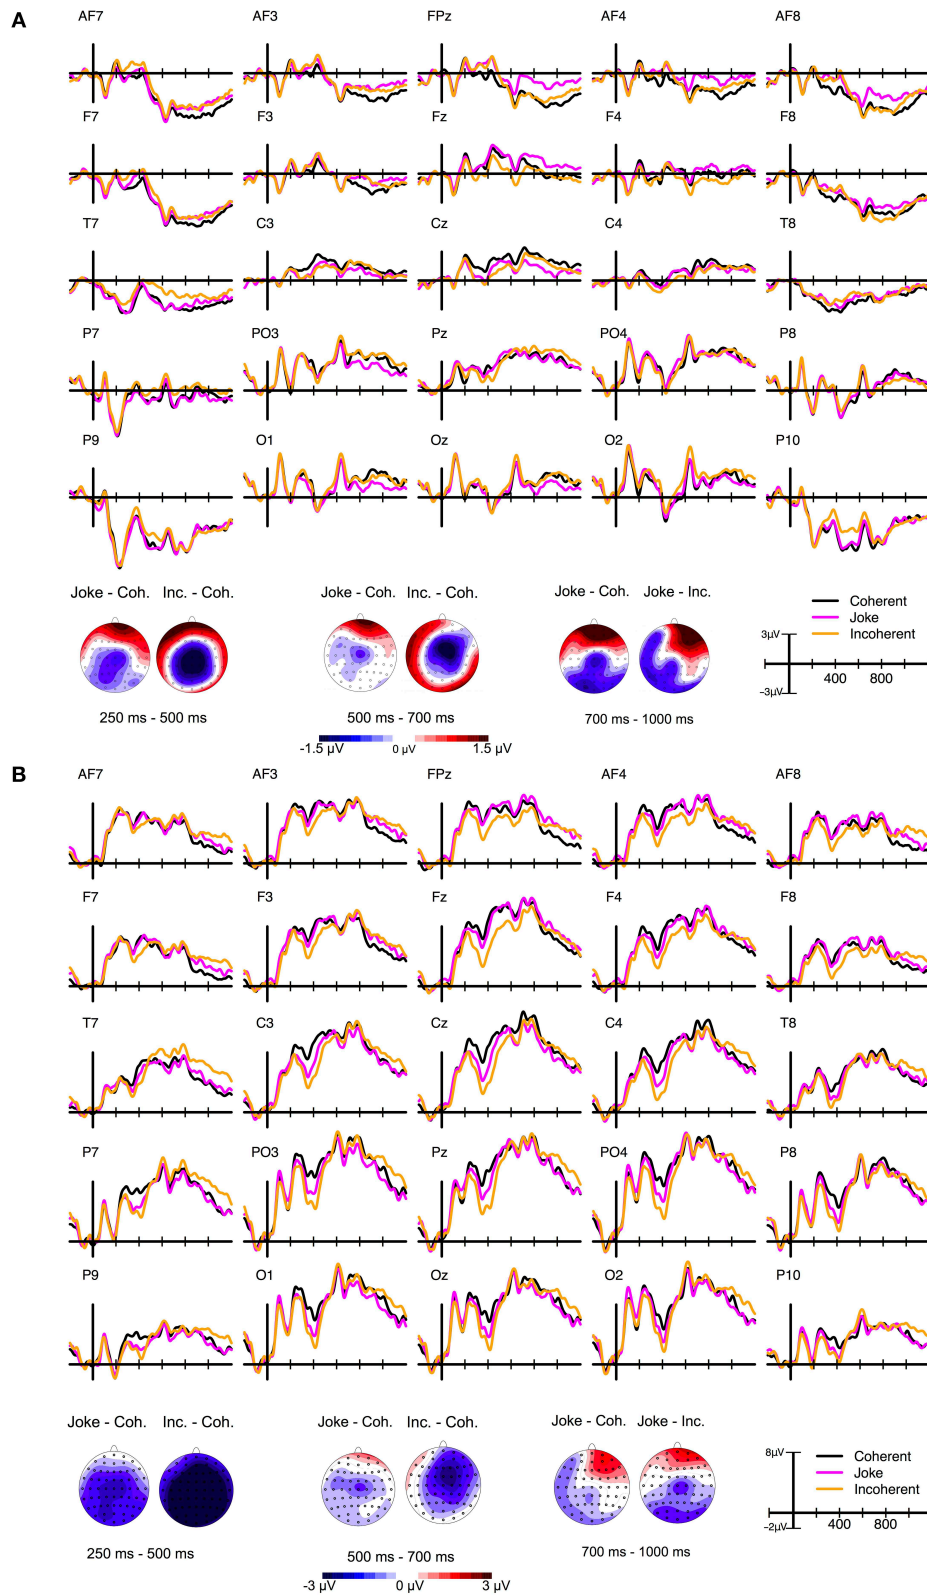 A
AF7 AF3 FPz AF4 AF8
F7 F3 Fz F4 F8
T7 C3 Cz C4 T8
P7 PO3 Pz PO4 P8
P9 O1 Oz O2 P10
Joke - Coh. Inc. - Coh. Joke - Coh. Inc. - Coh. Joke - Coh. Joke - Inc.
Coherent
Joke
Incoherent
3µV
400 800
−3µV
250 ms - 500 ms 500 ms - 700 ms 700 ms - 1000 ms
-1.5 µV 0 µV 1.5 µV
B
AF7 AF3 FPz AF4 AF8
F7 F3 Fz F4 F8
T7 C3 Cz C4 T8
P7 PO3 Pz PO4 P8
P9 O1 Oz O2 P10
Joke - Coh. Inc. - Coh. Joke - Coh. Inc. - Coh. Joke - Coh. Joke - Inc.
8µV
Coherent
Joke
Incoherent
400 800
−2µV
250 ms - 500 ms 500 ms - 700 ms 700 ms - 1000 ms
-3 µV 0 µV 3 µV